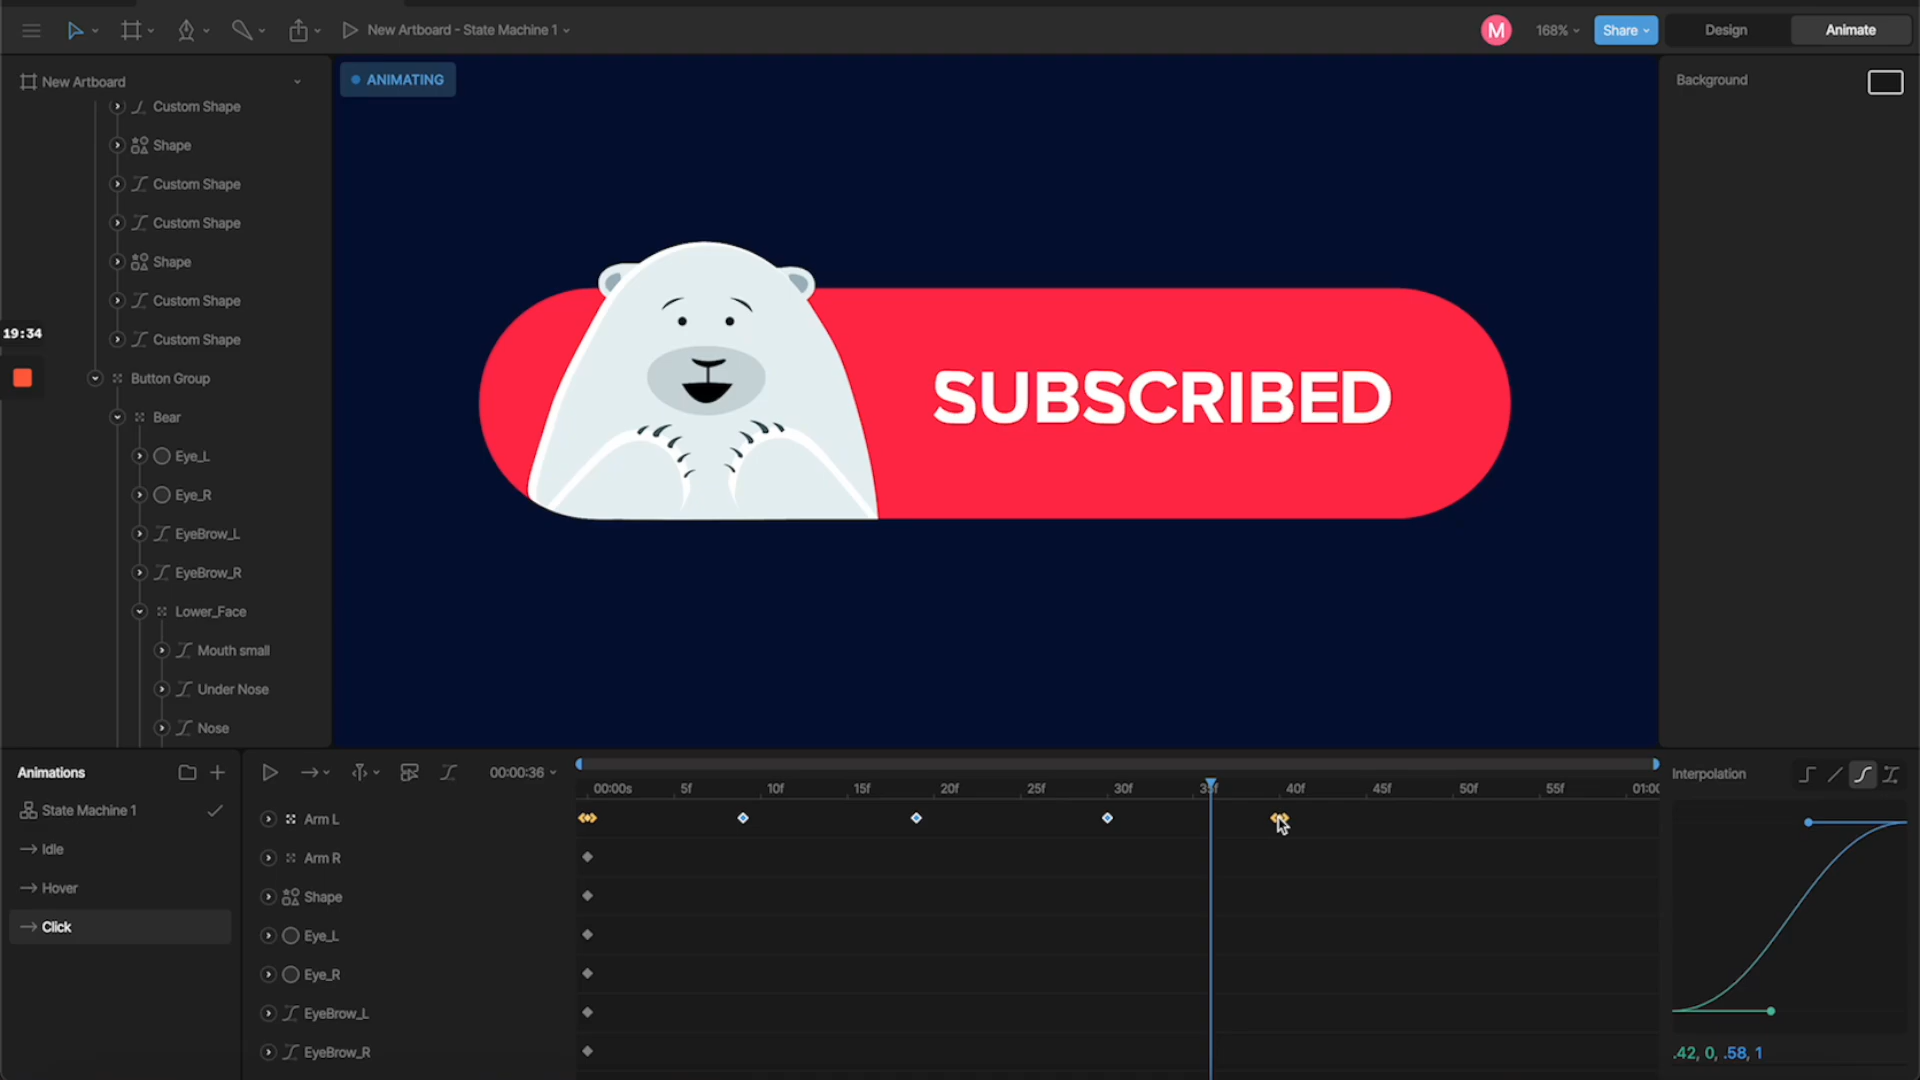 New Artboard - State Machine 1
M
168%
Share
Design
Animate
New Artboard
ANIMATING
Background
Custom Shape
Shape
Custom Shape
Custom Shape
Shape
Custom Shape
19:34
Custom Shape
Button Group
Bear
Eye_L
Eye_R
EyeBrow_L
EyeBrow_R
Lower_Face
Mouth small
Under Nose
Nose
SUBSCRIBED
Animations
00:00:36
Interpolation
00:00s 5f 10f 15f 20f 25f 30f 35f 40f 45f 50f 55f 01:00
State Machine 1
Idle
Hover
Click
Arm L
Arm R
Shape
Eye_L
Eye_R
EyeBrow_L
EyeBrow_R
.42, 0, .58, 1